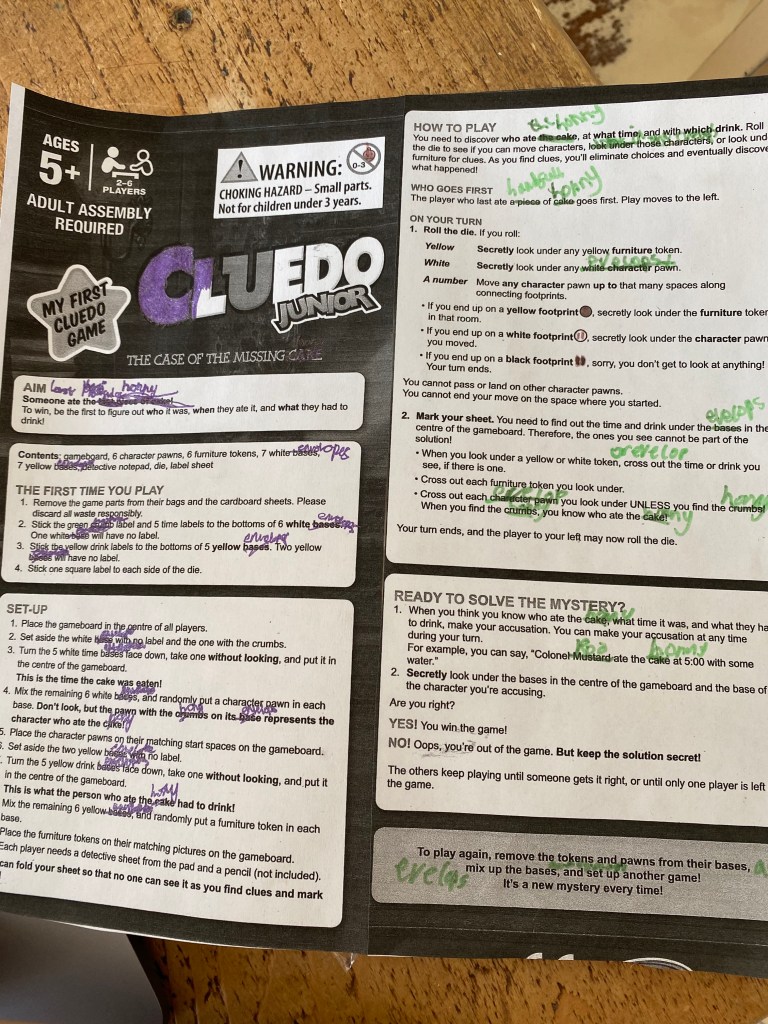 AGES
5+
2–6
PLAYERS
ADULT ASSEMBLY
REQUIRED
WARNING:
0-3
CHOKING HAZARD – Small parts.
Not for children under 3 years.
MY FIRST
CLUEDO
GAME
CLUEDO
JUNIOR
THE CASE OF THE MISSING CAKE
AIM horny
Someone ate the
To win, be the first to figure out who it was, when they ate it, and what they had to
drink!
Contents: gameboard, 6 character pawns, 6 furniture tokens, 7 white bases, envelopes
7 yellow bases, detective notepad, die, label sheet
THE FIRST TIME YOU PLAY
1. Remove the game parts from their bags and the cardboard sheets. Please
discard all waste responsibly.
2. Stick the green label and 5 time labels to the bottoms of 6 white bases.
One white base will have no label.
3. Stick the yellow drink labels to the bottoms of 5 yellow bases. Two yellow
bases will have no label.
4. Stick one square label to each side of the die.
SET-UP
1. Place the gameboard in the centre of all players.
2. Set aside the white base with no label and the one with the crumbs.
3. Turn the 5 white time bases face down, take one without looking, and put it in
the centre of the gameboard.
This is the time the cake was eaten!
4. Mix the remaining 6 white bases, and randomly put a character pawn in each
base. Don't look, but the pawn with the crumbs on its base represents the
character who ate the cake!
5. Place the character pawns on their matching start spaces on the gameboard.
. Set aside the two yellow bases with no label.
Turn the 5 yellow drink bases face down, take one without looking, and put it
in the centre of the gameboard.
This is what the person who ate the cake had to drink!
Mix the remaining 6 yellow bases, and randomly put a furniture token in each
base.
Place the furniture tokens on their matching pictures on the gameboard.
Each player needs a detective sheet from the pad and a pencil (not included).
can fold your sheet so that no one can see it as you find clues and mark
HOW TO PLAY
You need to discover who ate the cake, at what time, and with which drink. Roll
the die to see if you can move characters, look under those characters, or look und
furniture for clues. As you find clues, you'll eliminate choices and eventually discove
what happened!
WHO GOES FIRST horny
The player who last ate a piece of cake goes first. Play moves to the left.
ON YOUR TURN
1. Roll the die. If you roll:
Yellow Secretly look under any yellow furniture token.
White Secretly look under any white character pawn.
A number Move any character pawn up to that many spaces along
connecting footprints.
• If you end up on a yellow footprint, secretly look under the furniture token
in that room.
• If you end up on a white footprint, secretly look under the character pawn
you moved.
• If you end up on a black footprint, sorry, you don't get to look at anything!
Your turn ends.
You cannot pass or land on other character pawns.
You cannot end your move on the space where you started.
2. Mark your sheet. You need to find out the time and drink under the bases in the
centre of the gameboard. Therefore, the ones you see cannot be part of the
solution!
• When you look under a yellow or white token, cross out the time or drink you
see, if there is one.
• Cross out each furniture token you look under.
• Cross out each character pawn you look under UNLESS you find the crumbs!
When you find the crumbs, you know who ate the cake!
Your turn ends, and the player to your left may now roll the die.
READY TO SOLVE THE MYSTERY?
1. When you think you know who ate the cake, what time it was, and what they ha
to drink, make your accusation. You can make your accusation at any time
during your turn.
For example, you can say, "Colonel Mustard ate the cake at 5:00 with some
water."
2. Secretly look under the bases in the centre of the gameboard and the base of
the character you're accusing.
Are you right?
YES! You win the game!
NO! Oops, you're out of the game. But keep the solution secret!
The others keep playing until someone gets it right, or until only one player is left
the game.
To play again, remove the tokens and pawns from their bases,
evelops mix up the bases, and set up another game!
It's a new mystery every time!